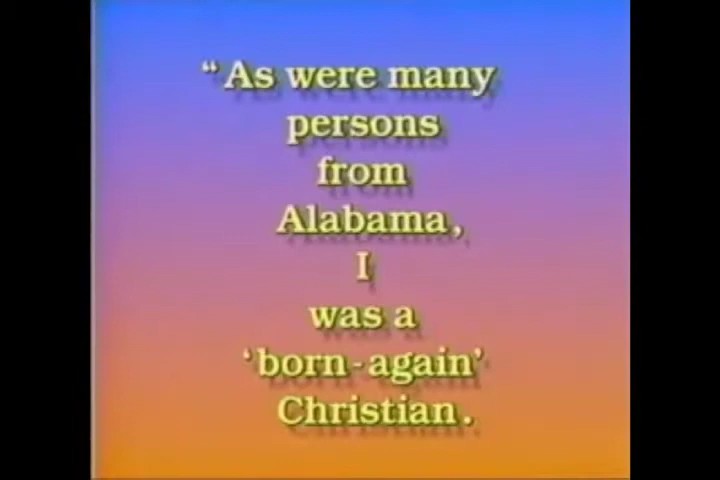 “As were many
persons
from
Alabama,
I
was a
‘born-again’
Christian.